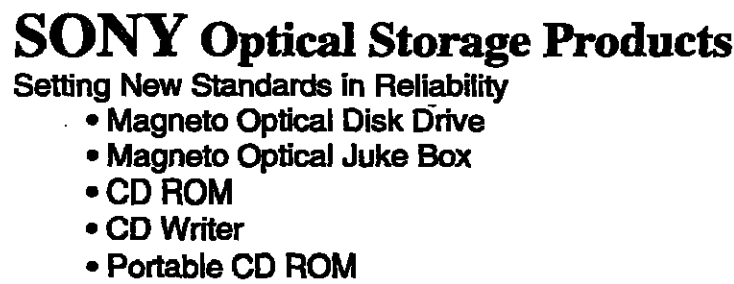 SONY Optical Storage Products
Setting New Standards in Reliability
• Magneto Optical Disk Drive
• Magneto Optical Juke Box
• CD ROM
• CD Writer
• Portable CD ROM